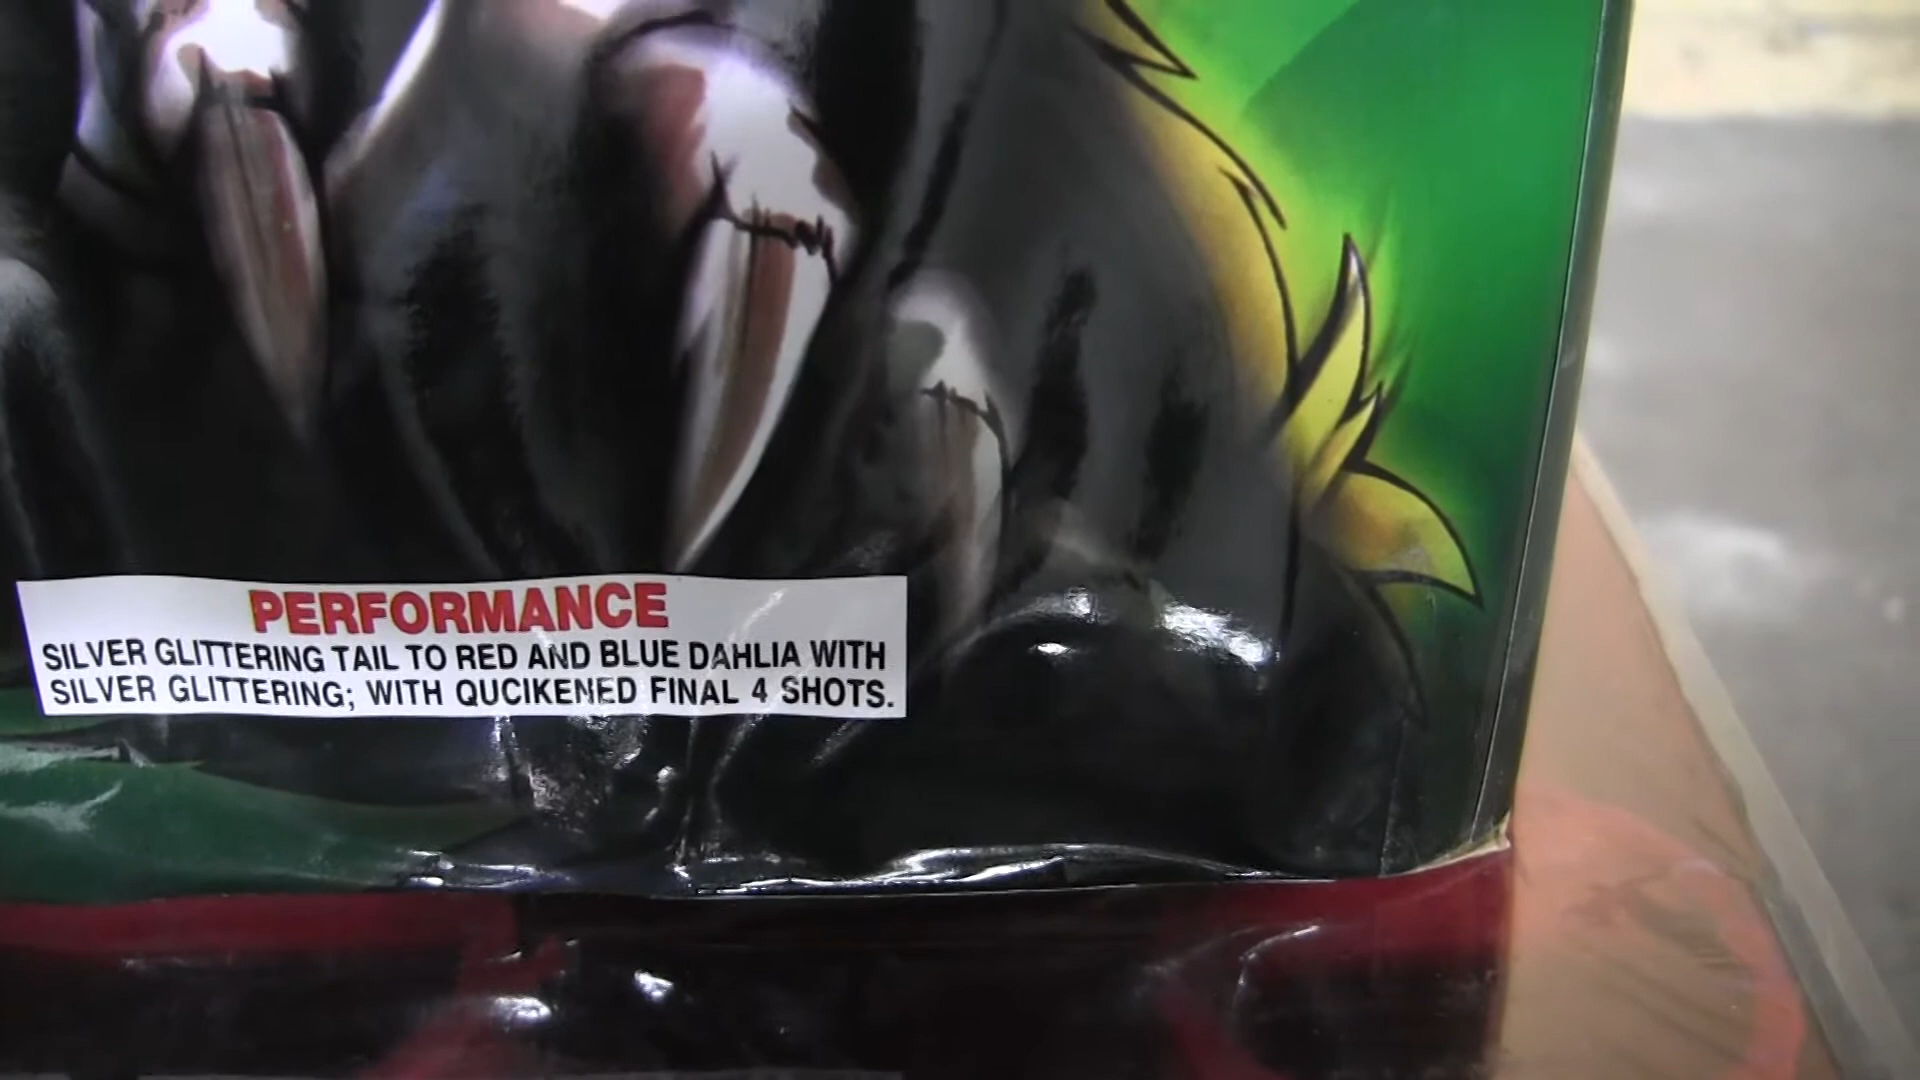 PERFORMANCE
SILVER GLITTERING TAIL TO RED AND BLUE DAHLIA WITH
SILVER GLITTERING; WITH QUCIKENED FINAL 4 SHOTS.